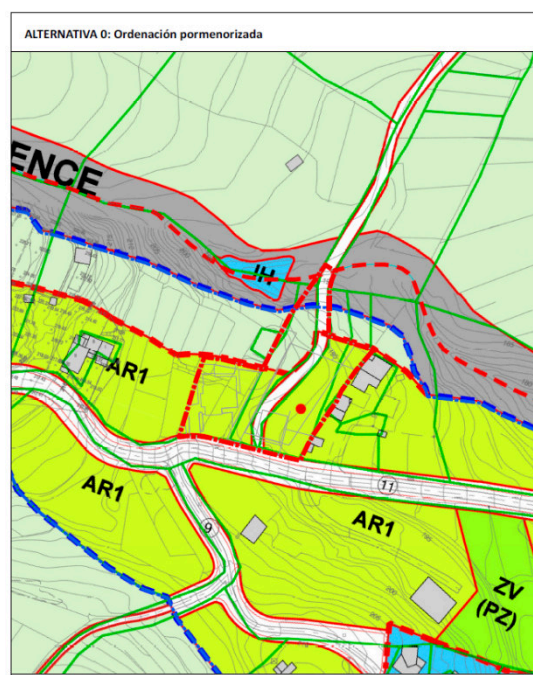 ALTERNATIVA 0: Ordenación pormenorizada
ENCE
IH
AR1
AR1
11
9
AR1
ZV
(PZ)